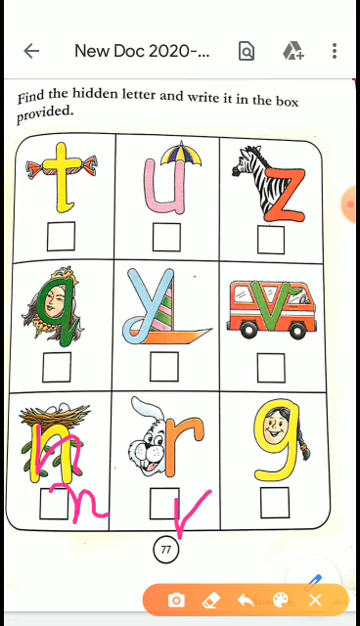 New Doc 2020-...
Find the hidden letter and write it in the box
provided.
t u z
q y v
n r g
n r
77